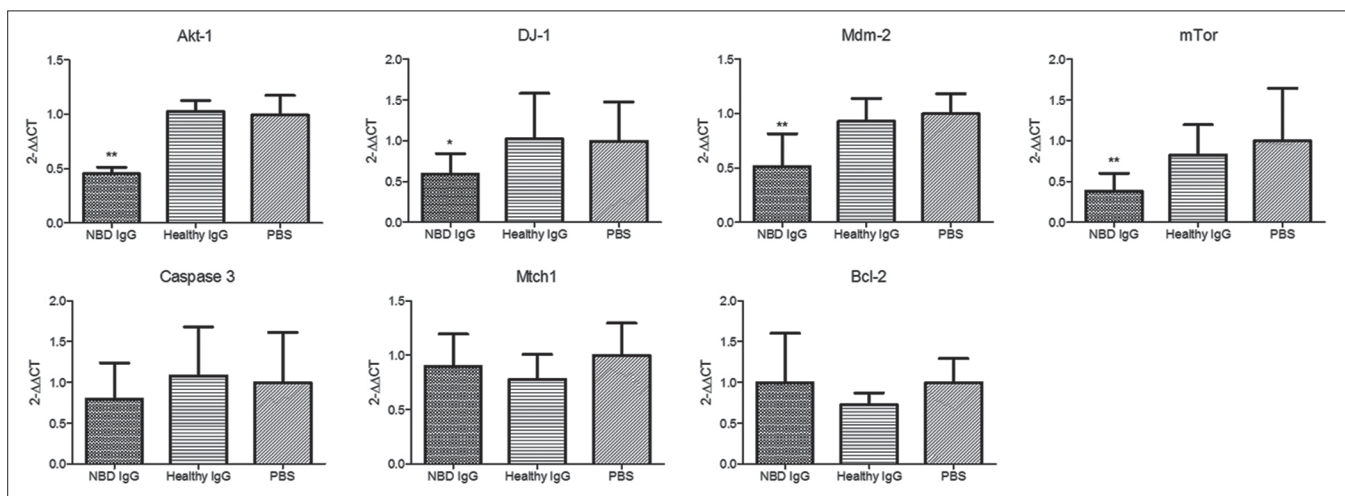 Akt-1
2-ΔΔCT
1.5
1.0
0.5
0.0
**
NBD IgG Healthy IgG PBS
DJ-1
2-ΔΔCT
2.0
1.5
1.0
0.5
0.0
*
NBD IgG Healthy IgG PBS
Mdm-2
2-ΔΔCT
1.5
1.0
0.5
0.0
**
NBD IgG Healthy IgG PBS
mTor
2-ΔΔCT
2.0
1.5
1.0
0.5
0.0
**
NBD IgG Healthy IgG PBS
Caspase 3
2-ΔΔCT
2.0
1.5
1.0
0.5
0.0
NBD IgG Healthy IgG PBS
Mtch1
2-ΔΔCT
1.5
1.0
0.5
0.0
NBD IgG Healthy IgG PBS
Bcl-2
2-ΔΔCT
2.0
1.5
1.0
0.5
0.0
NBD IgG Healthy IgG PBS